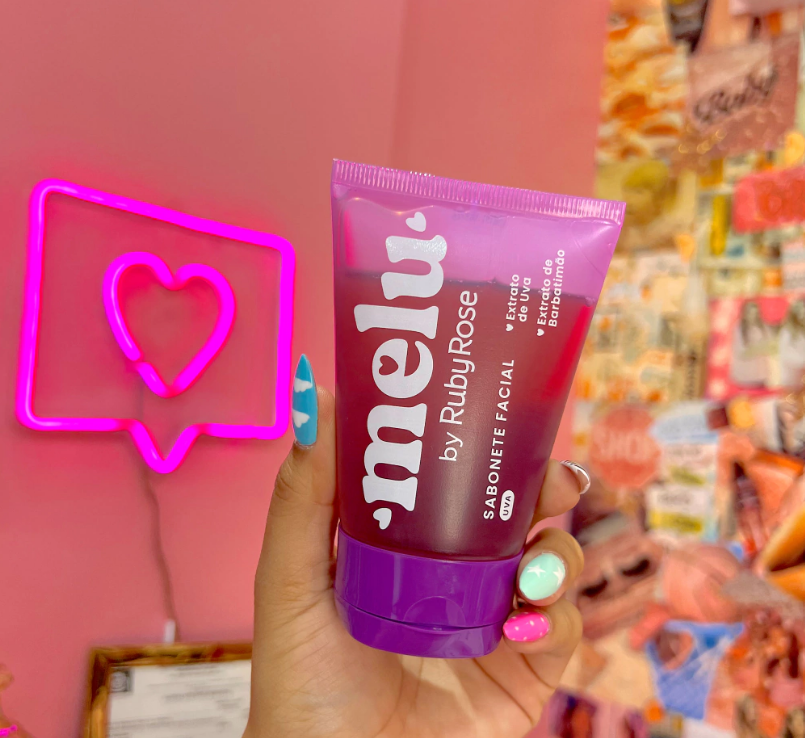 melu
by RubyRose
SABONETE FACIAL
UVA
Extrato
de Uva
Extrato de
Barbatimão